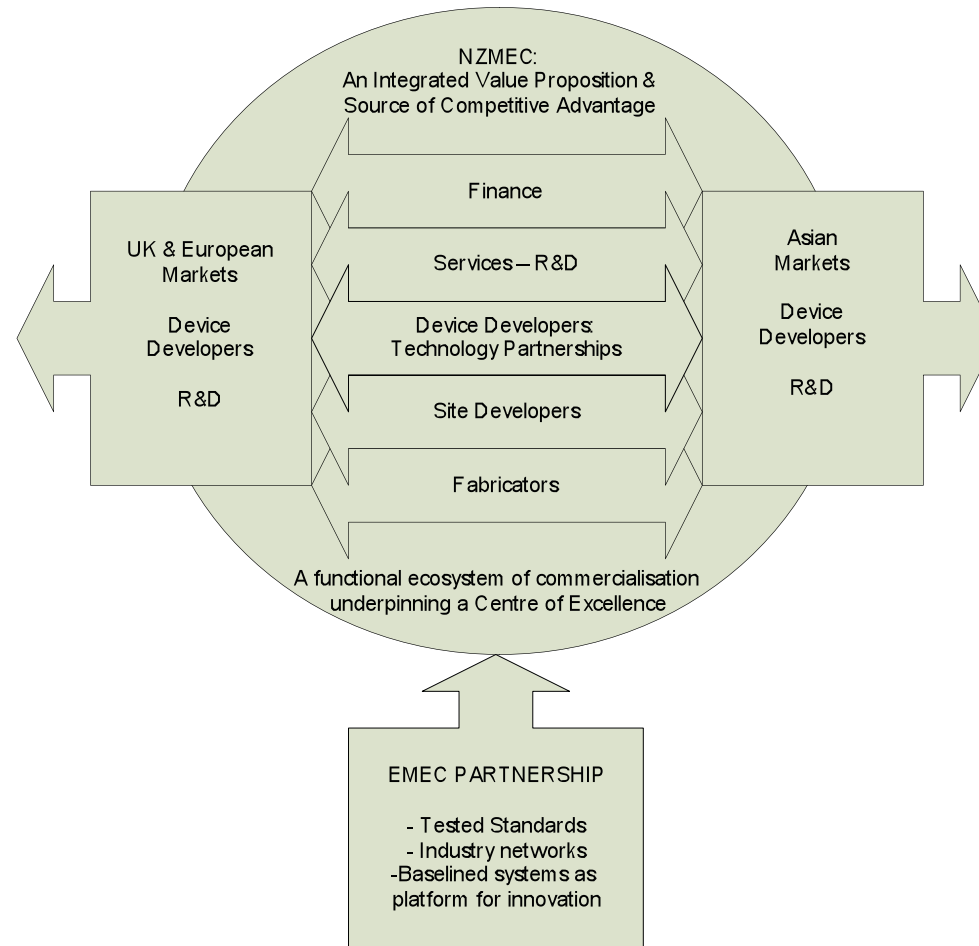 NZMEC:
An Integrated Value Proposition &
Source of Competitive Advantage
Finance
Services – R&D
Device Developers:
Technology Partnerships
Site Developers
Fabricators
A functional ecosystem of commercialisation
underpinning a Centre of Excellence
UK & European
Markets
Device
Developers
R&D
Asian
Markets
Device
Developers
R&D
EMEC PARTNERSHIP
- Tested Standards
- Industry networks
-Baselined systems as
platform for innovation